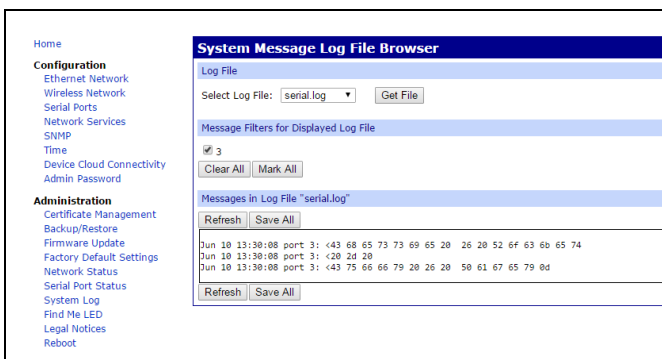 Home
Configuration
Ethernet Network
Wireless Network
Serial Ports
Network Services
SNMP
Time
Device Cloud Connectivity
Admin Password
Administration
Certificate Management
Backup/Restore
Firmware Update
Factory Default Settings
Network Status
Serial Port Status
System Log
Find Me LED
Legal Notices
Reboot
System Message Log File Browser
Log File
Select Log File: serial.log Get File
Message Filters for Displayed Log File
3
Clear All Mark All
Messages in Log File "serial.log"
Refresh Save All
Jun 10 13:30:08 port 3: <43 68 65 73 73 69 65 20  26 20 52 6f 63 6b 65 74
Jun 10 13:30:08 port 3: <20 2d 20
Jun 10 13:30:08 port 3: <43 75 66 66 79 20 26 20  50 61 67 65 79 0d
Refresh Save All